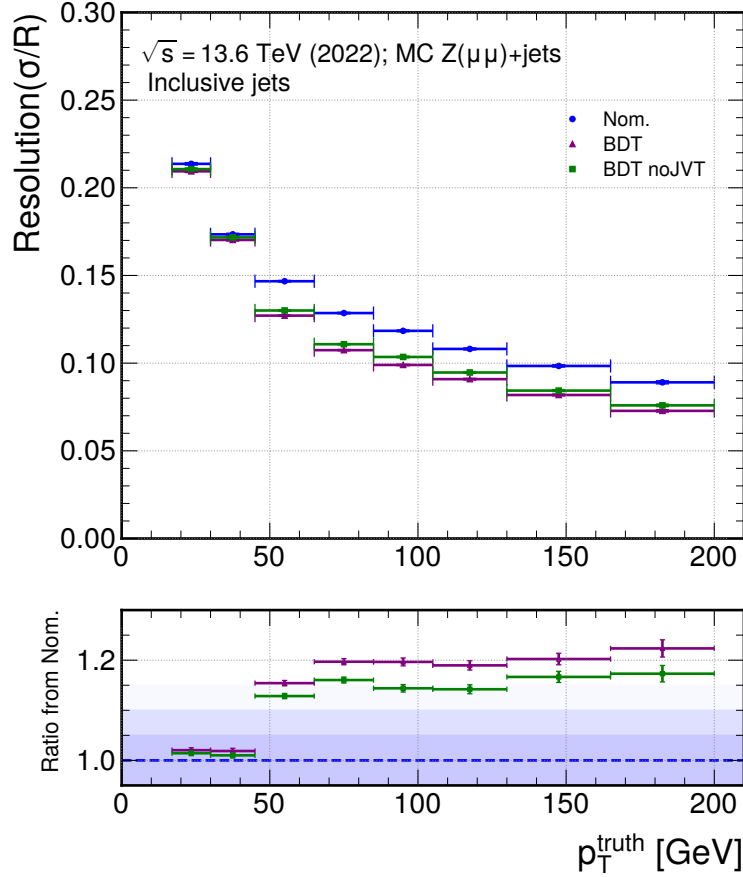 Resolution(σ/R)
0.30
0.25
0.20
0.15
0.10
0.05
0.00
√s = 13.6 TeV (2022); MC Z(μμ)+jets
Inclusive jets
Nom.
BDT
BDT noJVT
0 50 100 150 200
Ratio from Nom.
1.2
1.0
0 50 100 150 200
p_T^truth [GeV]